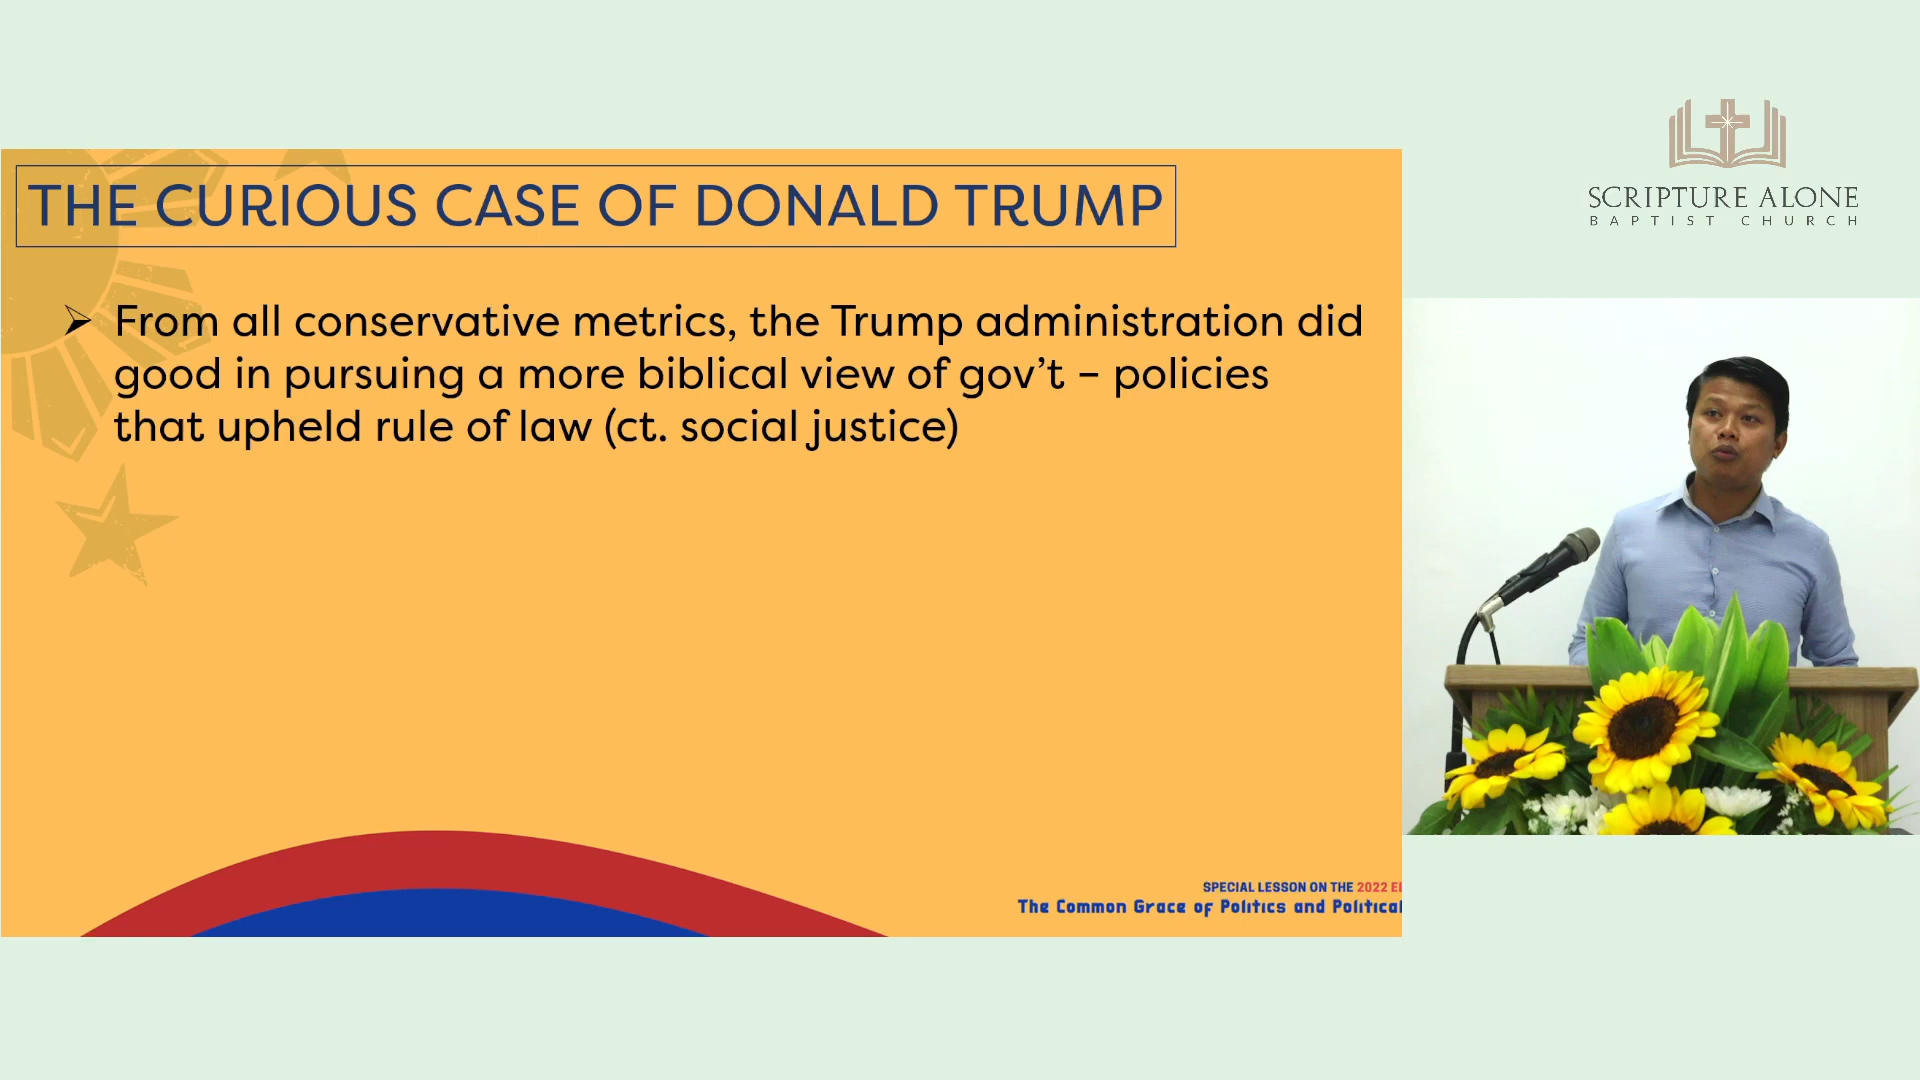 THE CURIOUS CASE OF DONALD TRUMP
➢ From all conservative metrics, the Trump administration did
good in pursuing a more biblical view of gov’t – policies
that upheld rule of law (ct. social justice)
SPECIAL LESSON ON THE 2022 EL
The Common Grace of Politics and Political
SCRIPTURE ALONE
BAPTIST CHURCH